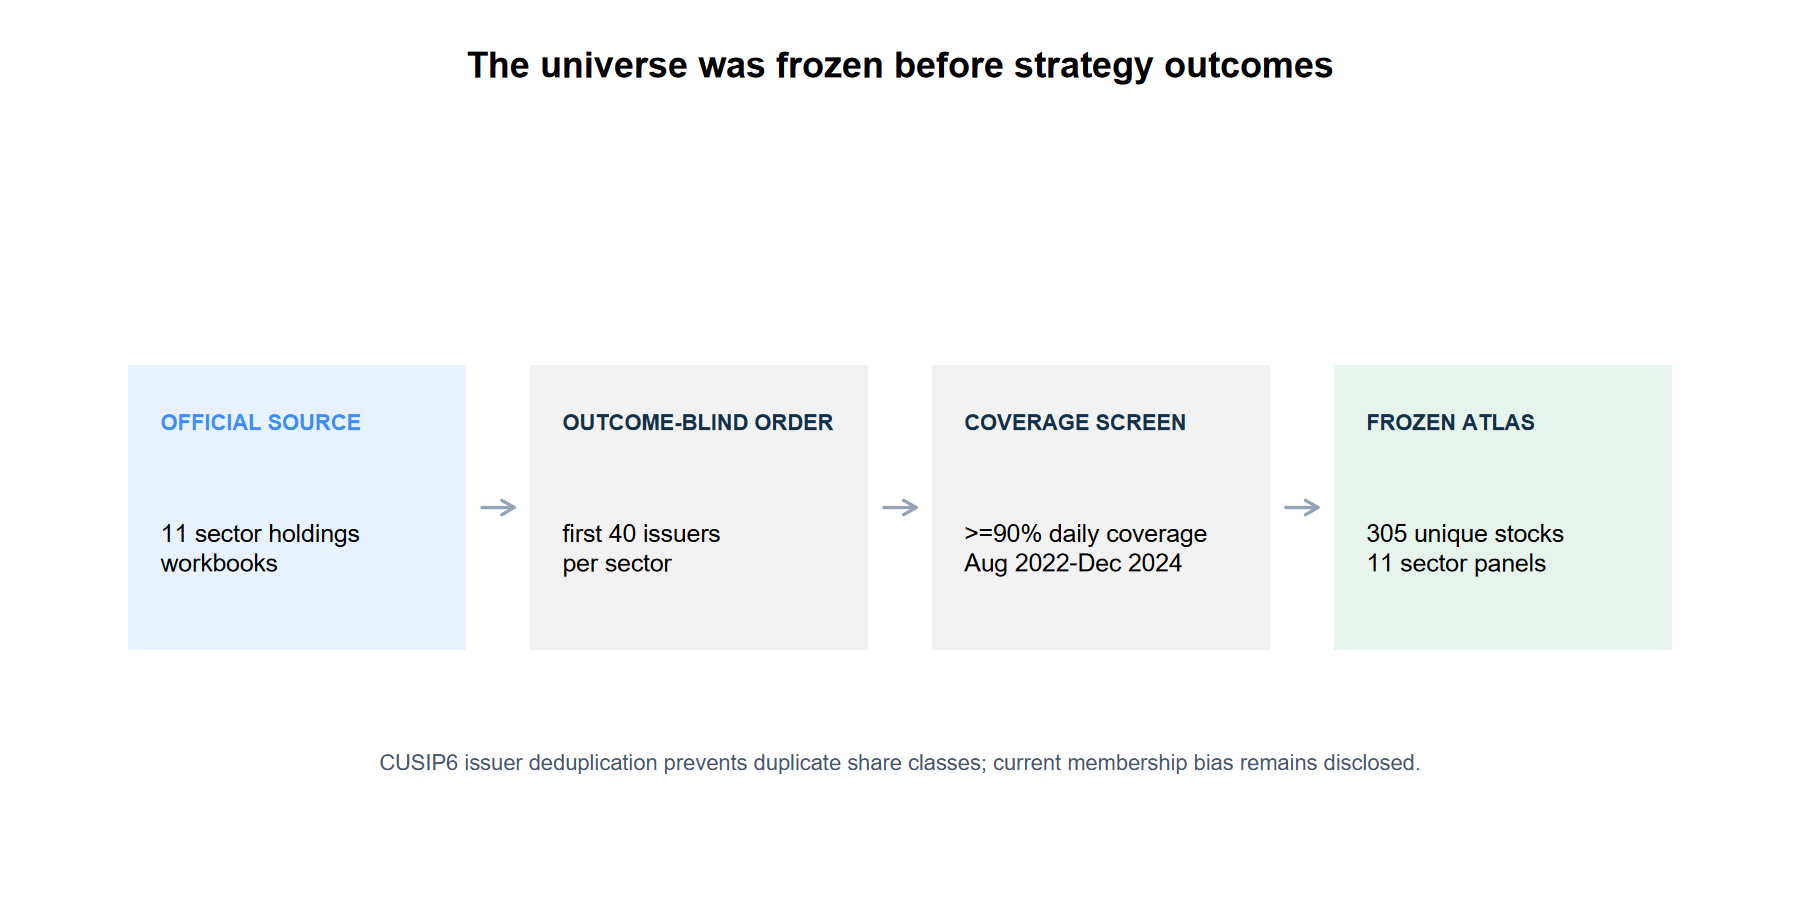 The universe was frozen before strategy outcomes
OFFICIAL SOURCE
11 sector holdings
workbooks
OUTCOME-BLIND ORDER
first 40 issuers
per sector
COVERAGE SCREEN
>=90% daily coverage
Aug 2022-Dec 2024
FROZEN ATLAS
305 unique stocks
11 sector panels
CUSIP6 issuer deduplication prevents duplicate share classes; current membership bias remains disclosed.